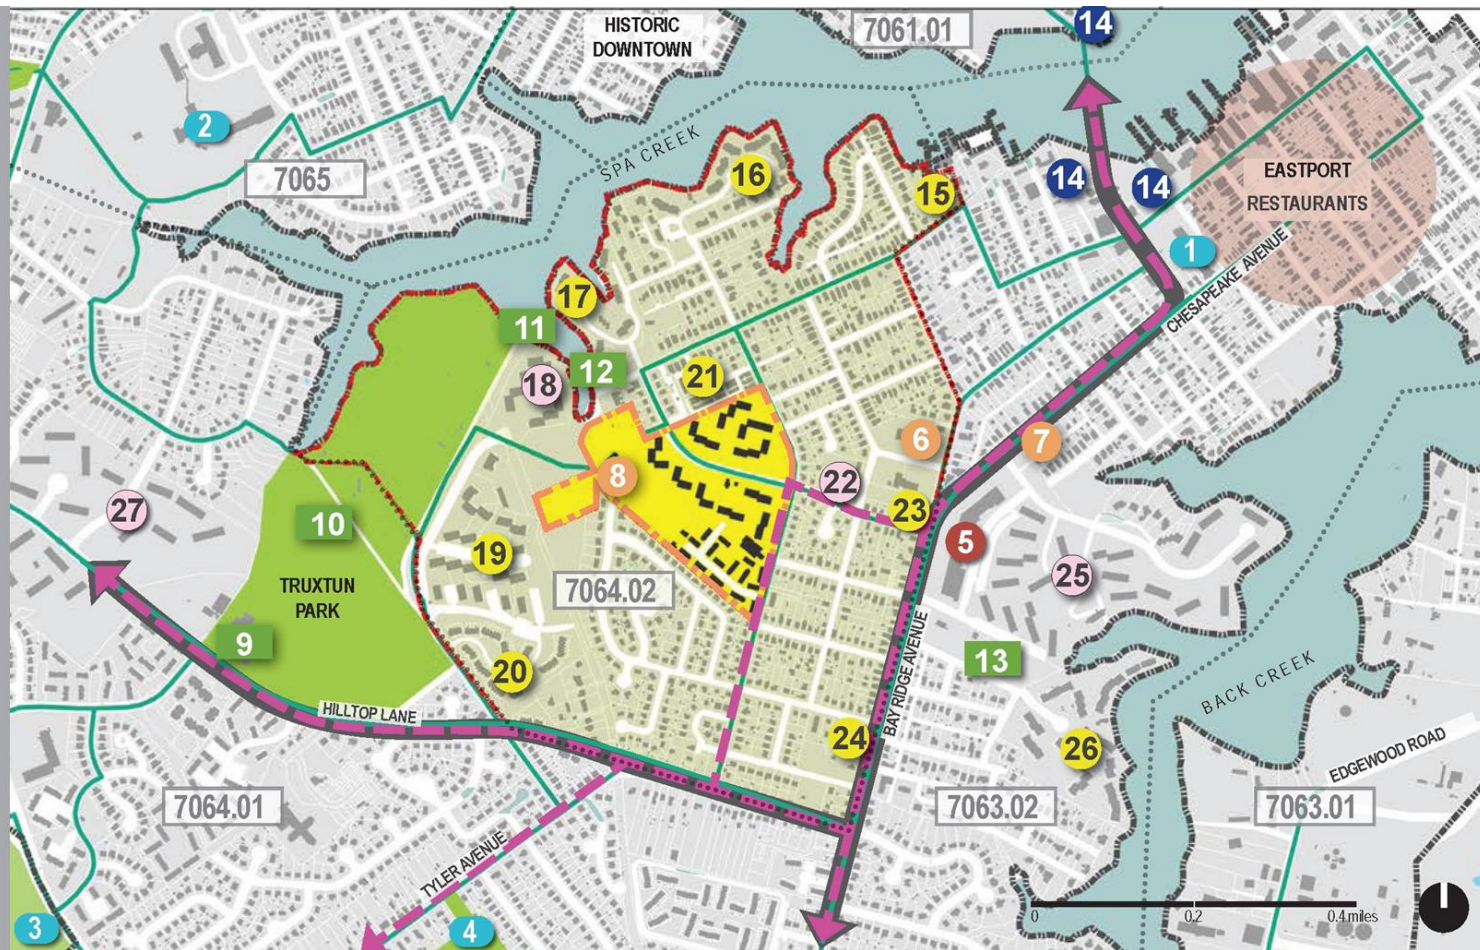 HISTORIC
DOWNTOWN
7061.01
14
2
7065
SPA CREEK
16
15
14
14
EASTPORT
RESTAURANTS
1
CHESAPEAKE AVENUE
17
11
18
12
21
6
7
8
22
23
5
27
10
19
7064.02
25
TRUXTUN
PARK
9
20
13
BAY RIDGE AVENUE
BACK CREEK
HILLTOP LANE
24
26
EDGEWOOD ROAD
7064.01
7063.02
7063.01
TYLER AVENUE
3
4
0
0.2
0.4 miles